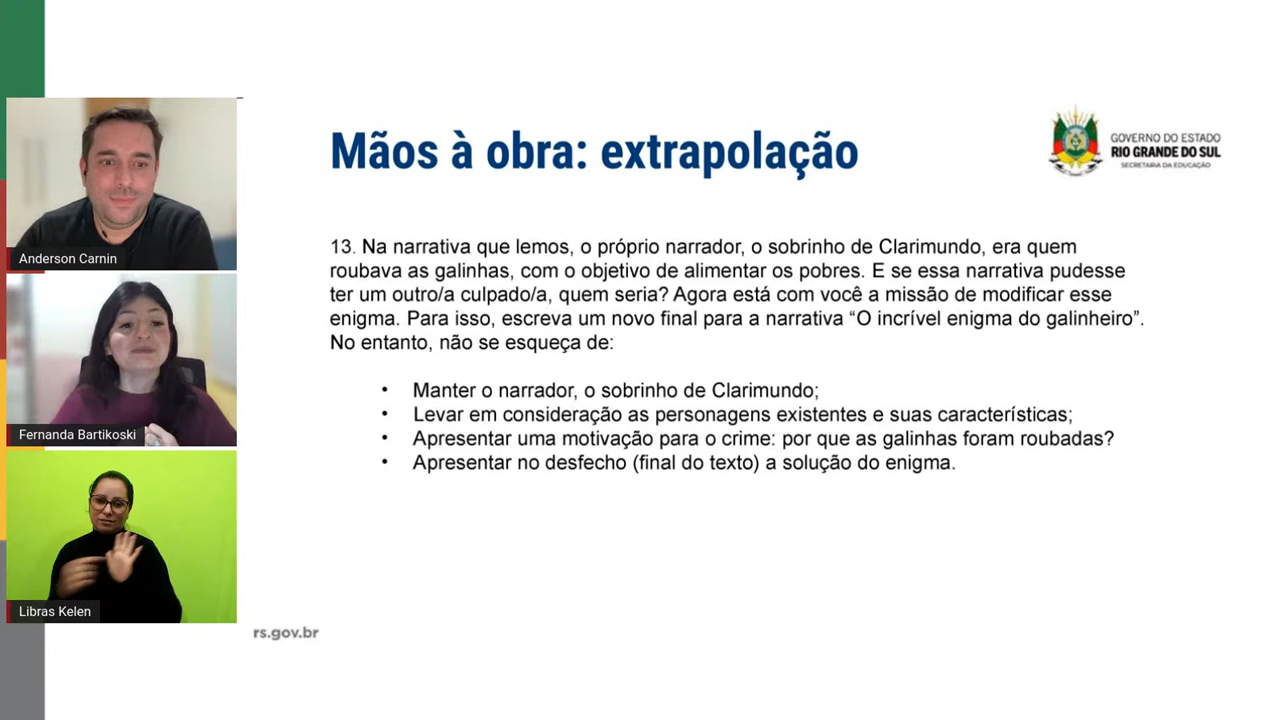 Mãos à obra: extrapolação
GOVERNO DO ESTADO
RIO GRANDE DO SUL
SECRETARIA DA EDUCAÇÃO
13. Na narrativa que lemos, o próprio narrador, o sobrinho de Clarimundo, era quem
roubava as galinhas, com o objetivo de alimentar os pobres. E se essa narrativa pudesse
ter um outro/a culpado/a, quem seria? Agora está com você a missão de modificar esse
enigma. Para isso, escreva um novo final para a narrativa “O incrível enigma do galinheiro”.
No entanto, não se esqueça de:
• Manter o narrador, o sobrinho de Clarimundo;
• Levar em consideração as personagens existentes e suas características;
• Apresentar uma motivação para o crime: por que as galinhas foram roubadas?
• Apresentar no desfecho (final do texto) a solução do enigma.
Anderson Carnin
Fernanda Bartikoski
Libras Kelen
rs.gov.br